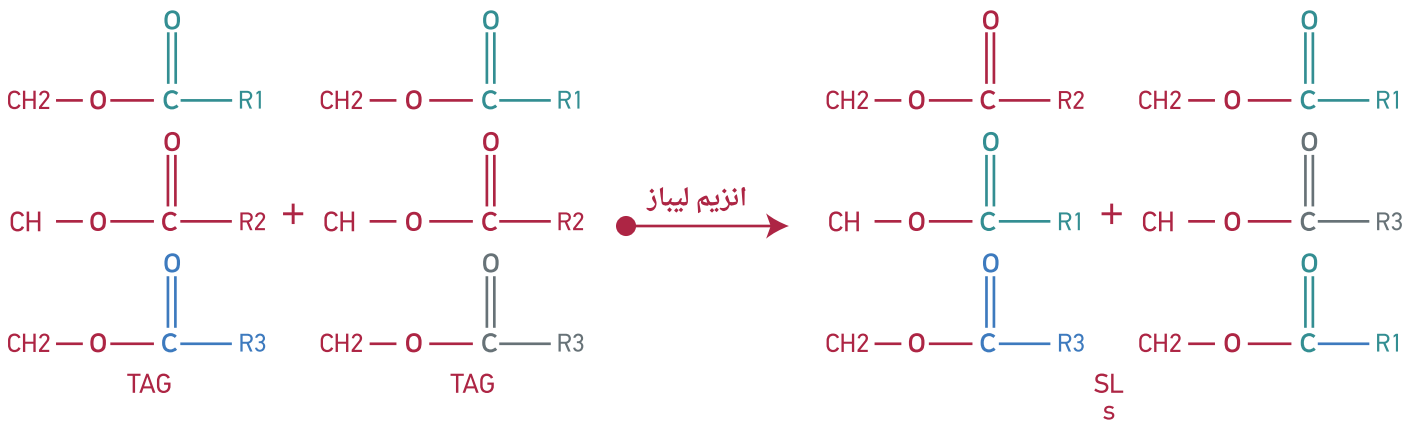 O O O O
CH2 O C R1 CH2 O C R1 CH2 O C R2 CH2 O C R1
O O O O
CH O C R2 + CH O C R2 انزیم لیباز CH O C R1 + CH O C R3
O O O O
CH2 O C R3 CH2 O C R3 CH2 O C R3 CH2 O C R1
TAG TAG SL
s